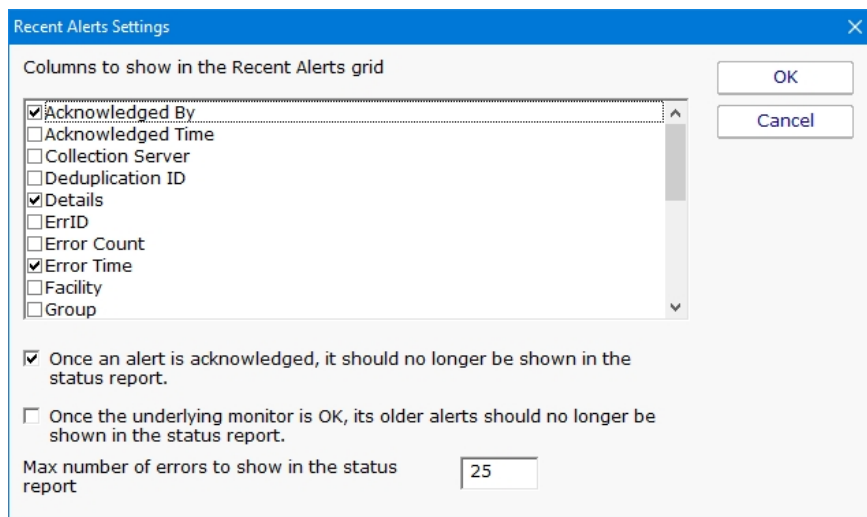 Recent Alerts Settings
Columns to show in the Recent Alerts grid
OK
Cancel
Acknowledged By
Acknowledged Time
Collection Server
Deduplication ID
Details
ErrID
Error Count
Error Time
Facility
Group
Once an alert is acknowledged, it should no longer be shown in the
status report.
Once the underlying monitor is OK, its older alerts should no longer be
shown in the status report.
Max number of errors to show in the status
report
25